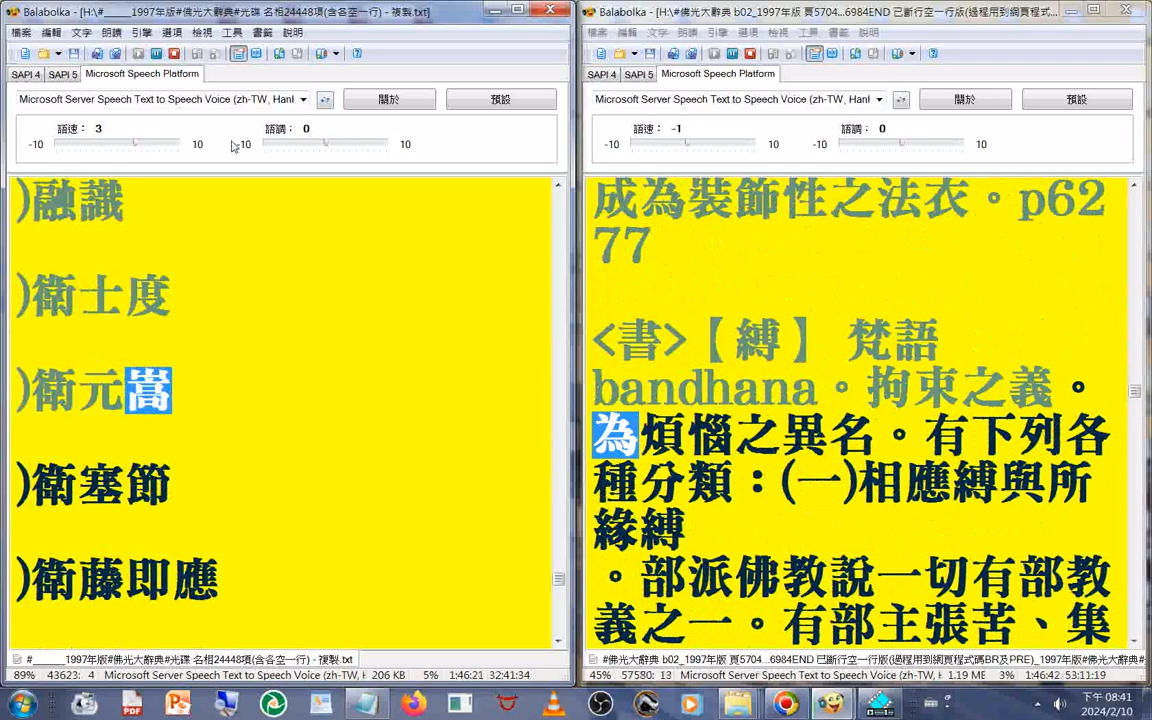 Balabolka - [H:\#_____1997年版#佛光大辭典#光碟 名相24448項(含各空一行) - 複製.txt]
檔案 編輯 文字 朗讀 引擎 選項 檢視 工具 書籤 說明
SAPI 4 SAPI 5 Microsoft Speech Platform
Microsoft Server Speech Text to Speech Voice (zh-TW, Hanl
關於 預設
語速： 3 語調： 0
-10 10 -10 10
)融識
)衛士度
)衛元嵩
)衛塞節
)衛藤即應
#_____1997年版#佛光大辭典#光碟 名相24448項(含各空一行) - 複製.txt
89% 43623: 4 Microsoft Server Speech Text to Speech Voice (zh-TW, H 206 KB 5% 1:46:21 32:41:34
Balabolka - [H:\#佛光大辭典 b02_1997年版 頁5704...6984END 已斷行空一行版(過程用到網頁程式...
檔案 編輯 文字 朗讀 引擎 選項 檢視 工具 書籤 說明
SAPI 4 SAPI 5 Microsoft Speech Platform
Microsoft Server Speech Text to Speech Voice (zh-TW, Hanl
關於 預設
語速： -1 語調： 0
-10 10 -10 10
成為裝飾性之法衣。p62
77
<書>【縛】 梵語
bandhana。拘束之義。
為煩惱之異名。有下列各
種分類：(一)相應縛與所
緣縛
。部派佛教說一切有部教
義之一。有部主張苦、集
#佛光大辭典 b02_1997年版 頁5704...6984END 已斷行空一行版(過程用到網頁程式碼BR及PRE)_1997年版#
45% 57580: 13 Microsoft Server Speech Text to Speech Voice (zh-TW, H 1.19 ME 3% 1:46:42 53:11:19
下午 08:41
2024/2/10